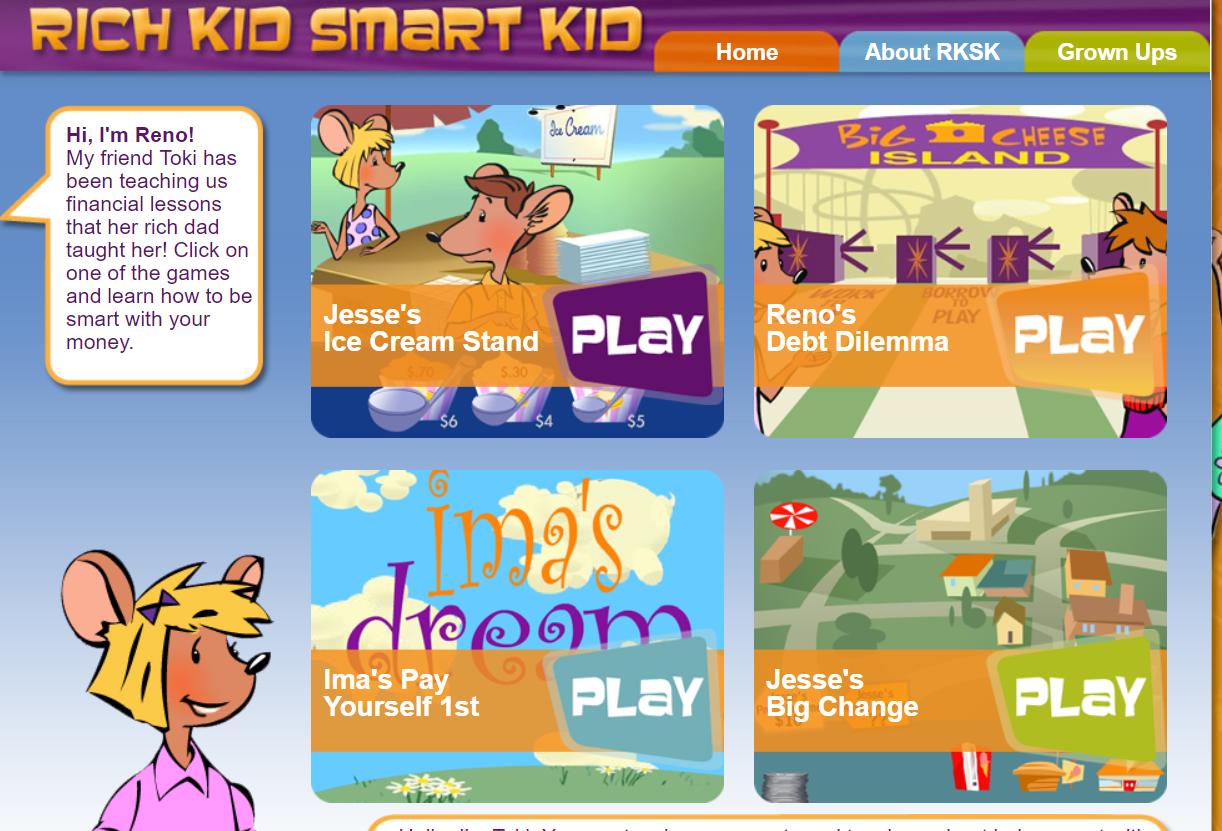 RICH KID SMART KID
Home
About RKSK
Grown Ups
Hi, I'm Reno!
My friend Toki has
been teaching us
financial lessons
that her rich dad
taught her! Click on
one of the games
and learn how to be
smart with your
money.
Ice Cream
Jesse's
Ice Cream Stand
PLAY
$.70
$.30
$6
$4
$5
BIG CHEESE
ISLAND
WORK
BORROW
TO
PLAY
Reno's
Debt Dilemma
PLAY
Ima's
dream
Ima's Pay
Yourself 1st
PLAY
Jesse's
Big Change
PLAY